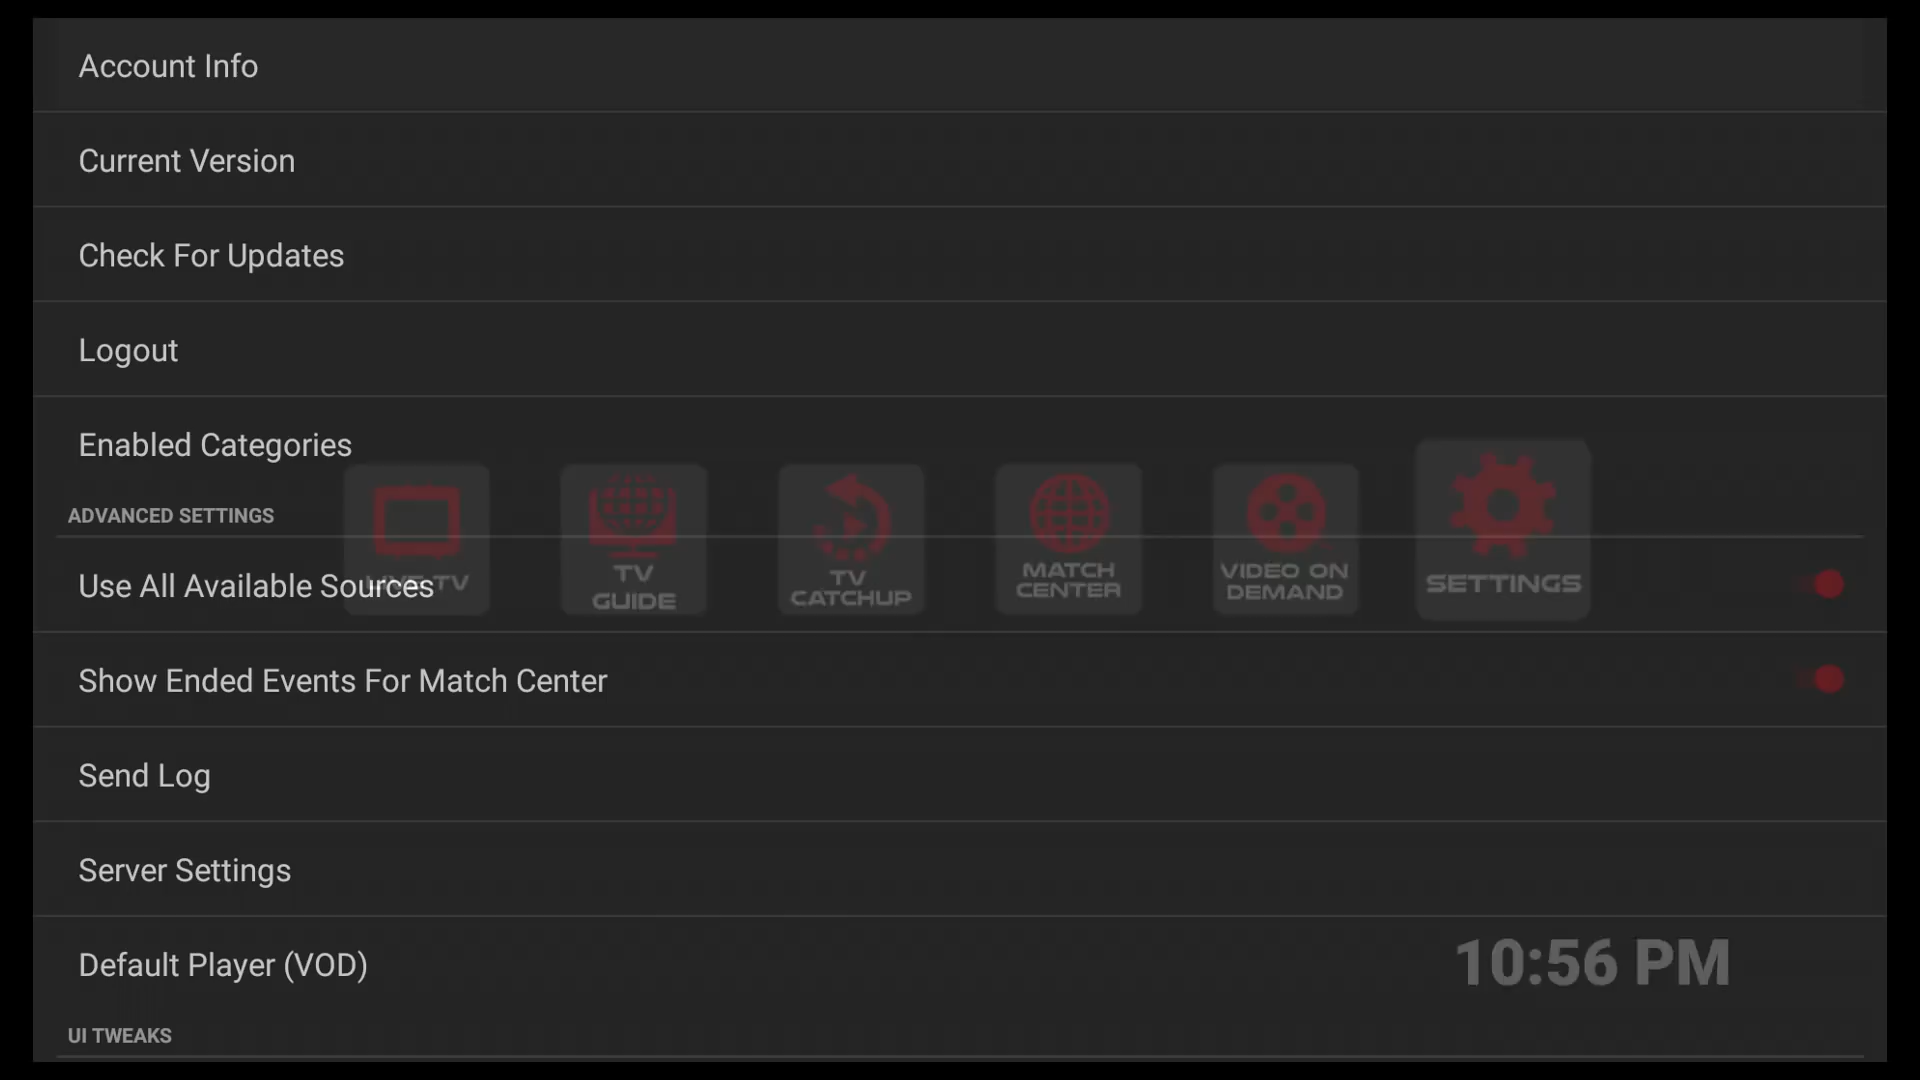 Account Info
Current Version
Check For Updates
Logout
Enabled Categories
ADVANCED SETTINGS
Use All Available Sources
LIVE TV
TV
GUIDE
TV
CATCHUP
MATCH
CENTER
VIDEO ON
DEMAND
SETTINGS
Show Ended Events For Match Center
Send Log
Server Settings
Default Player (VOD)
10:56 PM
UI TWEAKS